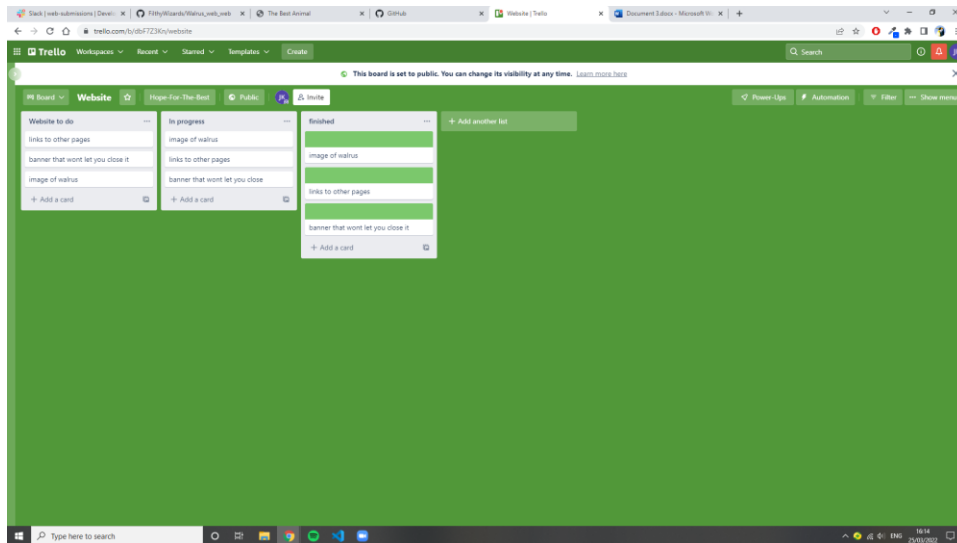 Slack | web-submissions | Devel
FilthyWizards/Walrus_web_web
The Best Animal
GitHub
Website | Trello
Document 3.docx - Microsoft W
trello.com/b/dbF7Z3Kn/website
Trello Workspaces Recent Starred Templates Create
Search
This board is set to public. You can change its visibility at any time. Learn more here
Board Website Hope-For-The-Best Public JK Invite
Power-Ups Automation Filter Show menu
Website to do
links to other pages
banner that wont let you close it
image of walrus
+ Add a card
In progress
image of walrus
links to other pages
banner that wont let you close
+ Add a card
finished
image of walrus
links to other pages
banner that wont let you close it
+ Add a card
+ Add another list
Type here to search
ENG
16:14
25/03/2022